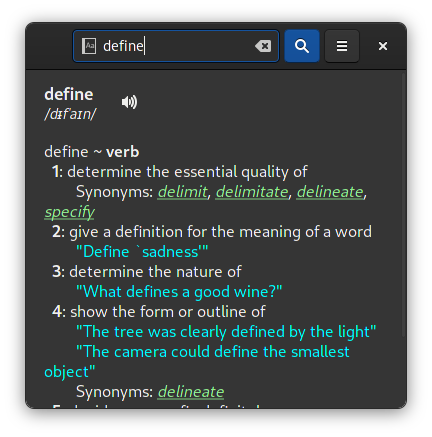 define
define
/dɪfaɪn/
define ~ verb
1: determine the essential quality of
Synonyms: delimit, delimitate, delineate,
specify
2: give a definition for the meaning of a word
"Define `sadness'"
3: determine the nature of
"What defines a good wine?"
4: show the form or outline of
"The tree was clearly defined by the light"
"The camera could define the smallest
object"
Synonyms: delineate